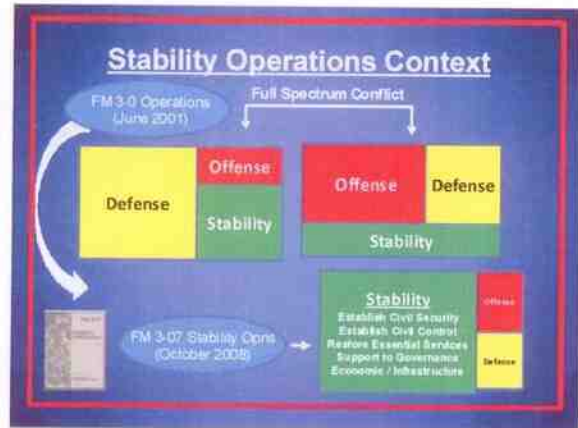 Stability Operations Context
FM 3-0 Operations
(June 2001)
Full Spectrum Conflict
Defense
Offense
Stability
Offense
Defense
Stability
FM 3-07 Stability Opns
(October 2008)
Stability
Establish Civil Security
Establish Civil Control
Restore Essential Services
Support to Governance
Economic / Infrastructure
Offense
Defense